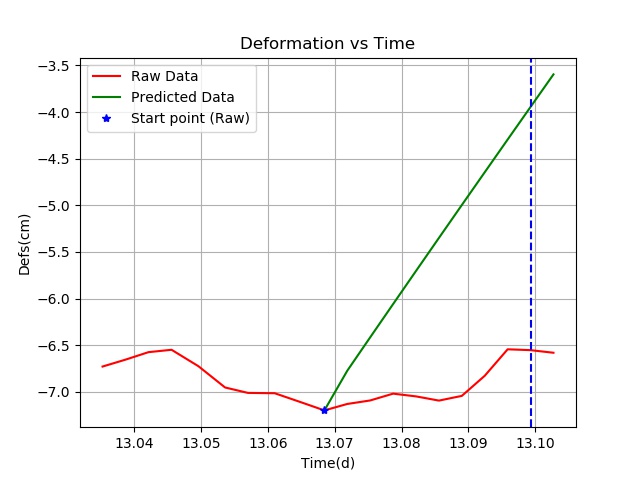 Deformation vs Time
Raw Data
Predicted Data
Start point (Raw)
Defs(cm)
−3.5
−4.0
−4.5
−5.0
−5.5
−6.0
−6.5
−7.0
13.04 13.05 13.06 13.07 13.08 13.09 13.10
Time(d)